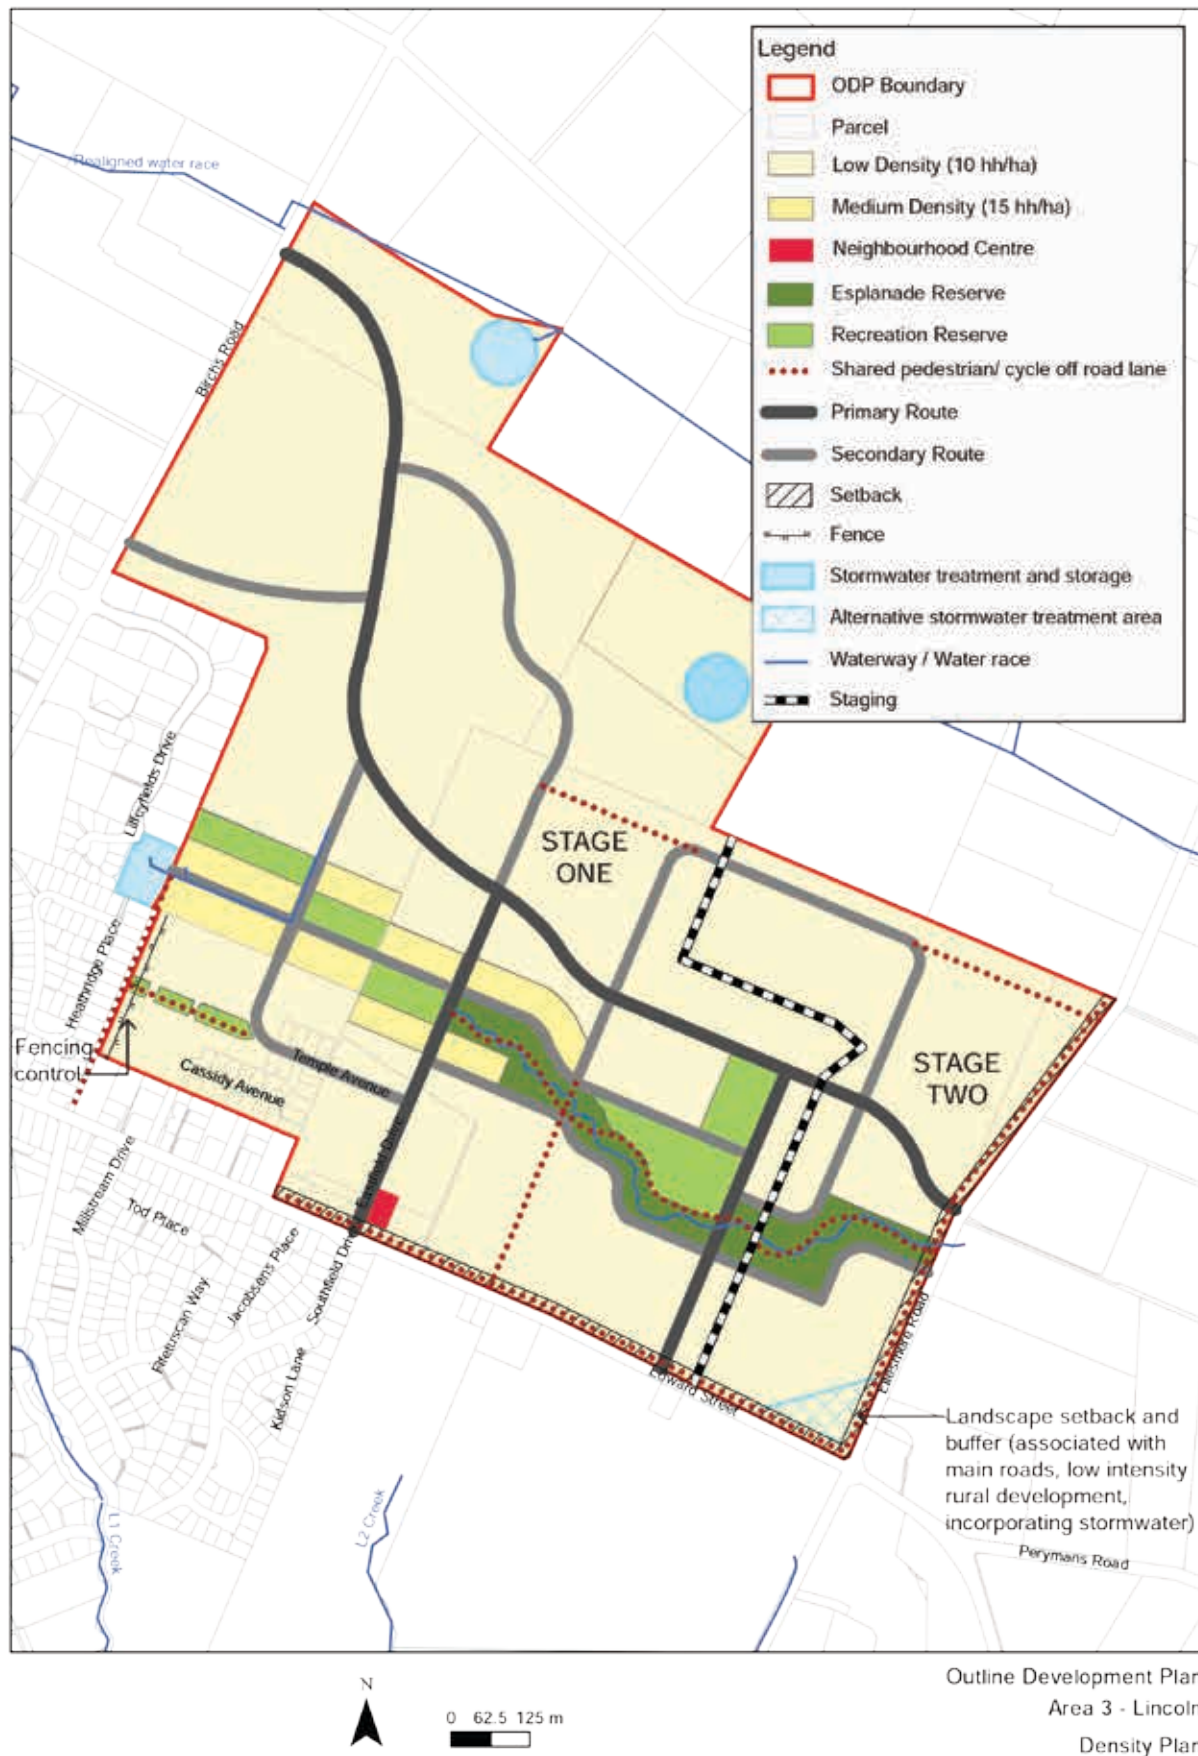 Legend
ODP Boundary
Parcel
Low Density (10 hh/ha)
Medium Density (15 hh/ha)
Neighbourhood Centre
Esplanade Reserve
Recreation Reserve
Shared pedestrian/ cycle off road lane
Primary Route
Secondary Route
Setback
Fence
Stormwater treatment and storage
Alternative stormwater treatment area
Waterway / Water race
Staging
Realigned water race
Birchs Road
Liffeyfields Drive
STAGE
ONE
Heathridge Place
Fencing
control
Cassidy Avenue
Temple Avenue
STAGE
TWO
Eastfield Drive
Millstream Drive
Tod Place
Jacobsens Place
Southfield Drive
Kidson Lane
Edward Street
Ellesmere Road
Landscape setback and
buffer (associated with
main roads, low intensity
rural development,
incorporating stormwater)
Perymans Road
L1 Creek
L2 Creek
N
0 62.5 125 m
Outline Development Plan
Area 3 - Lincoln
Density Plan